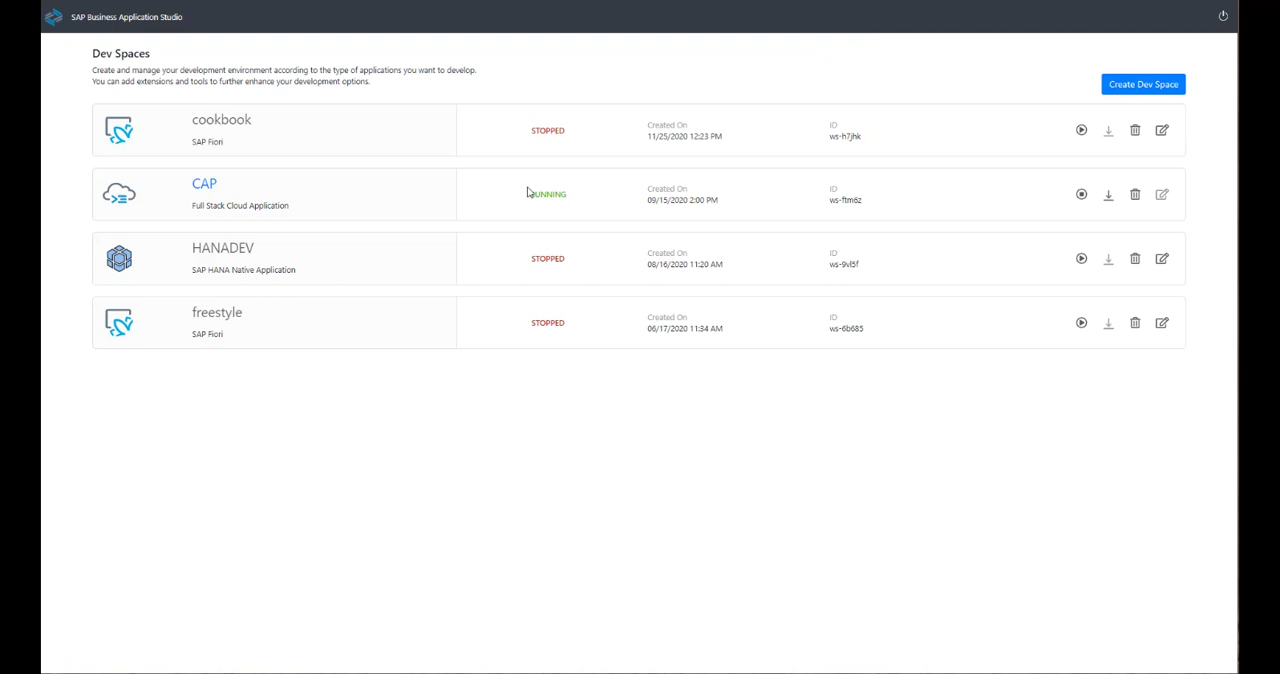 SAP Business Application Studio
Dev Spaces
Create and manage your development environment according to the type of applications you want to develop.
You can add extensions and tools to further enhance your development options.
Create Dev Space
cookbook
SAP Fiori
STOPPED
Created On
11/25/2020 12:23 PM
ID
ws-h7jhk
CAP
Full Stack Cloud Application
RUNNING
Created On
09/15/2020 2:00 PM
ID
ws-ftm6z
HANADEV
SAP HANA Native Application
STOPPED
Created On
08/16/2020 11:20 AM
ID
ws-9vl5f
freestyle
SAP Fiori
STOPPED
Created On
06/17/2020 11:34 AM
ID
ws-6b685